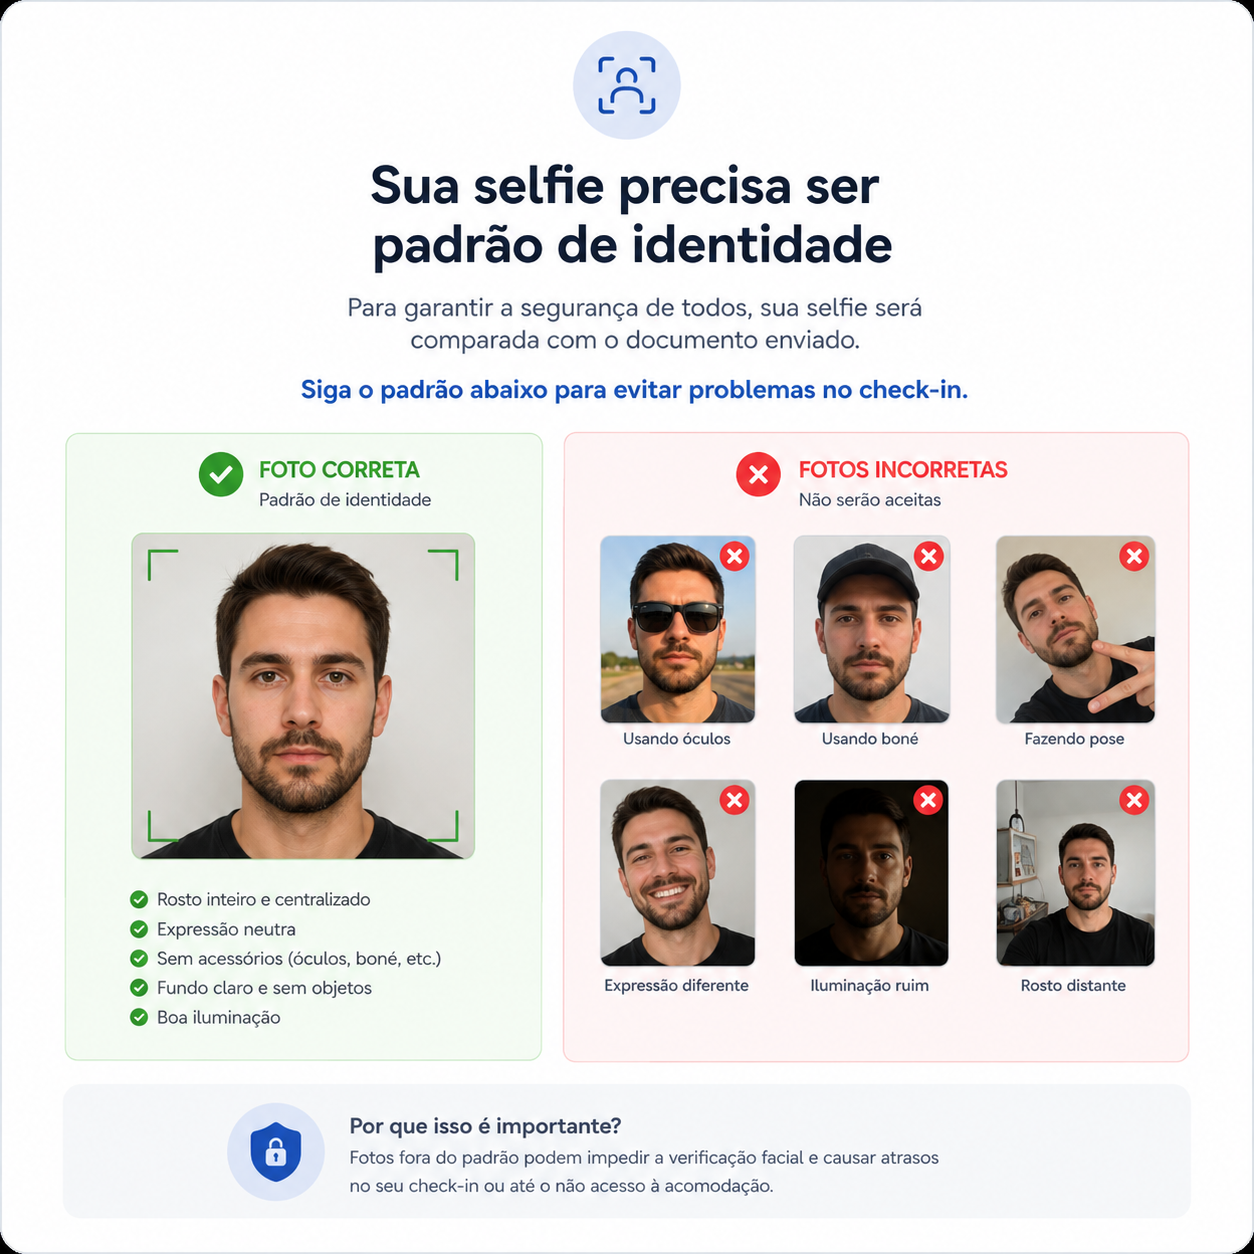 Sua selfie precisa ser
padrão de identidade
Para garantir a segurança de todos, sua selfie será
comparada com o documento enviado.
Siga o padrão abaixo para evitar problemas no check-in.
FOTO CORRETA
Padrão de identidade
Rosto inteiro e centralizado
Expressão neutra
Sem acessórios (óculos, boné, etc.)
Fundo claro e sem objetos
Boa iluminação
FOTOS INCORRETAS
Não serão aceitas
Usando óculos
Usando boné
Fazendo pose
Expressão diferente
Iluminação ruim
Rosto distante
Por que isso é importante?
Fotos fora do padrão podem impedir a verificação facial e causar atrasos
no seu check-in ou até o não acesso à acomodação.